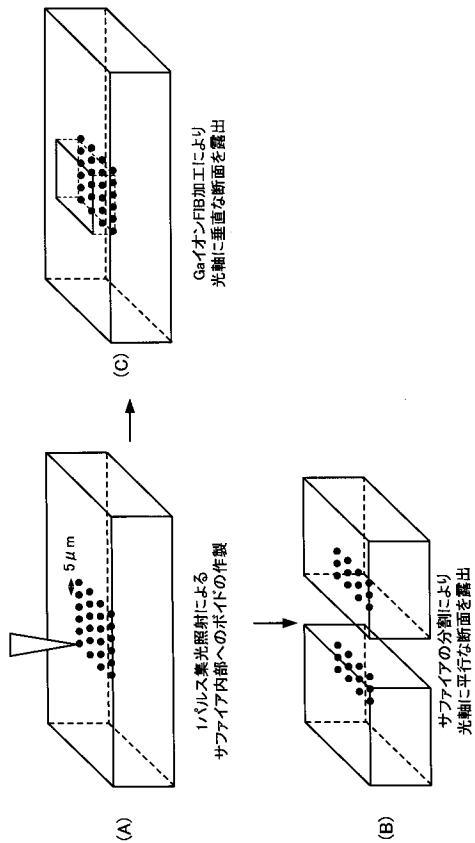 (A)
5μm
1パルス集光照射による
サファイア内部へのボイドの作製
(B)
サファイアの分割により
光軸に平行な断面を露出
(C)
GaイオンFIB加工により
光軸に垂直な断面を露出